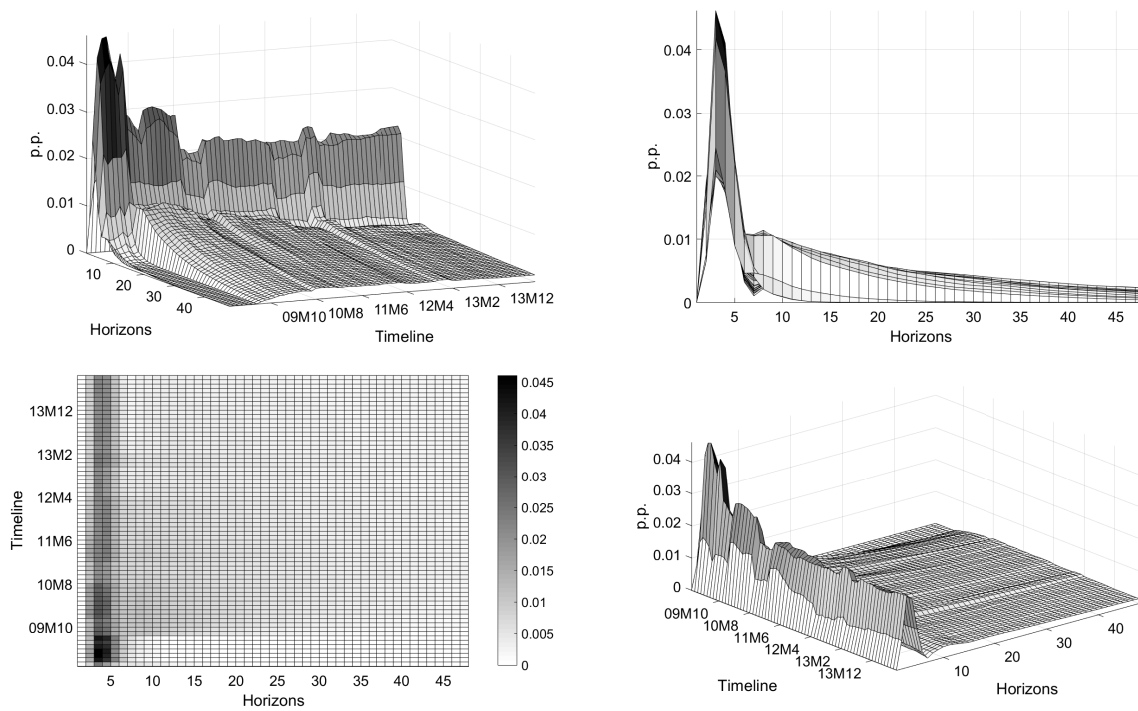 0.04
0.03
0.02
0.01
0
p.p.
10
20
30
40
Horizons
09M10
10M8
11M6
12M4
13M2
13M12
Timeline
0.04
0.03
0.02
0.01
0
p.p.
5
10
15
20
25
30
35
40
45
Horizons
13M12
13M2
12M4
11M6
10M8
09M10
Timeline
5
10
15
20
25
30
35
40
45
Horizons
0.045
0.04
0.035
0.03
0.025
0.02
0.015
0.01
0.005
0
0.04
0.03
0.02
0.01
0
p.p.
09M10
10M8
11M6
12M4
13M2
13M12
Timeline
10
20
30
40
Horizons